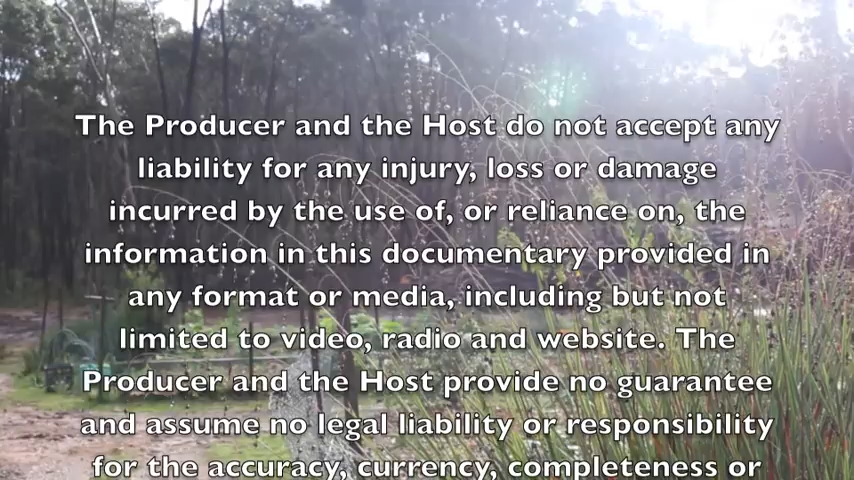 The Producer and the Host do not accept any
liability for any injury, loss or damage
incurred by the use of, or reliance on, the
information in this documentary provided in
any format or media, including but not
limited to video, radio and website. The
Producer and the Host provide no guarantee
and assume no legal liability or responsibility
for the accuracy, currency, completeness or